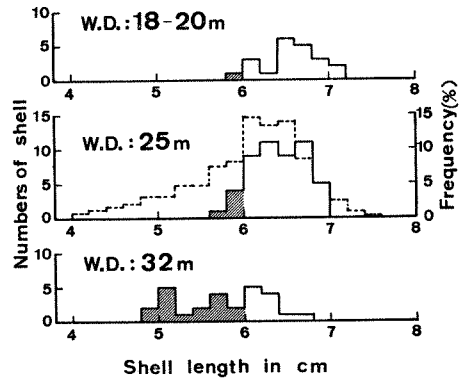 10
W.D.: 18-20m
5
0
4 5 6 7 8
15 15
W.D.: 25m
10 10
5 5
0 0
4 5 6 7 8
Numbers of shell
Frequency(%)
10
W.D.: 32m
5
0
4 5 6 7 8
Shell length in cm